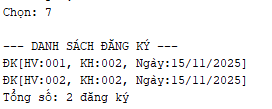 Chọn: 7
--- DANH SÁCH ĐĂNG KÝ ---
ĐK[HV:001, KH:002, Ngày:15/11/2025]
ĐK[HV:002, KH:002, Ngày:15/11/2025]
Tổng số: 2 đăng ký